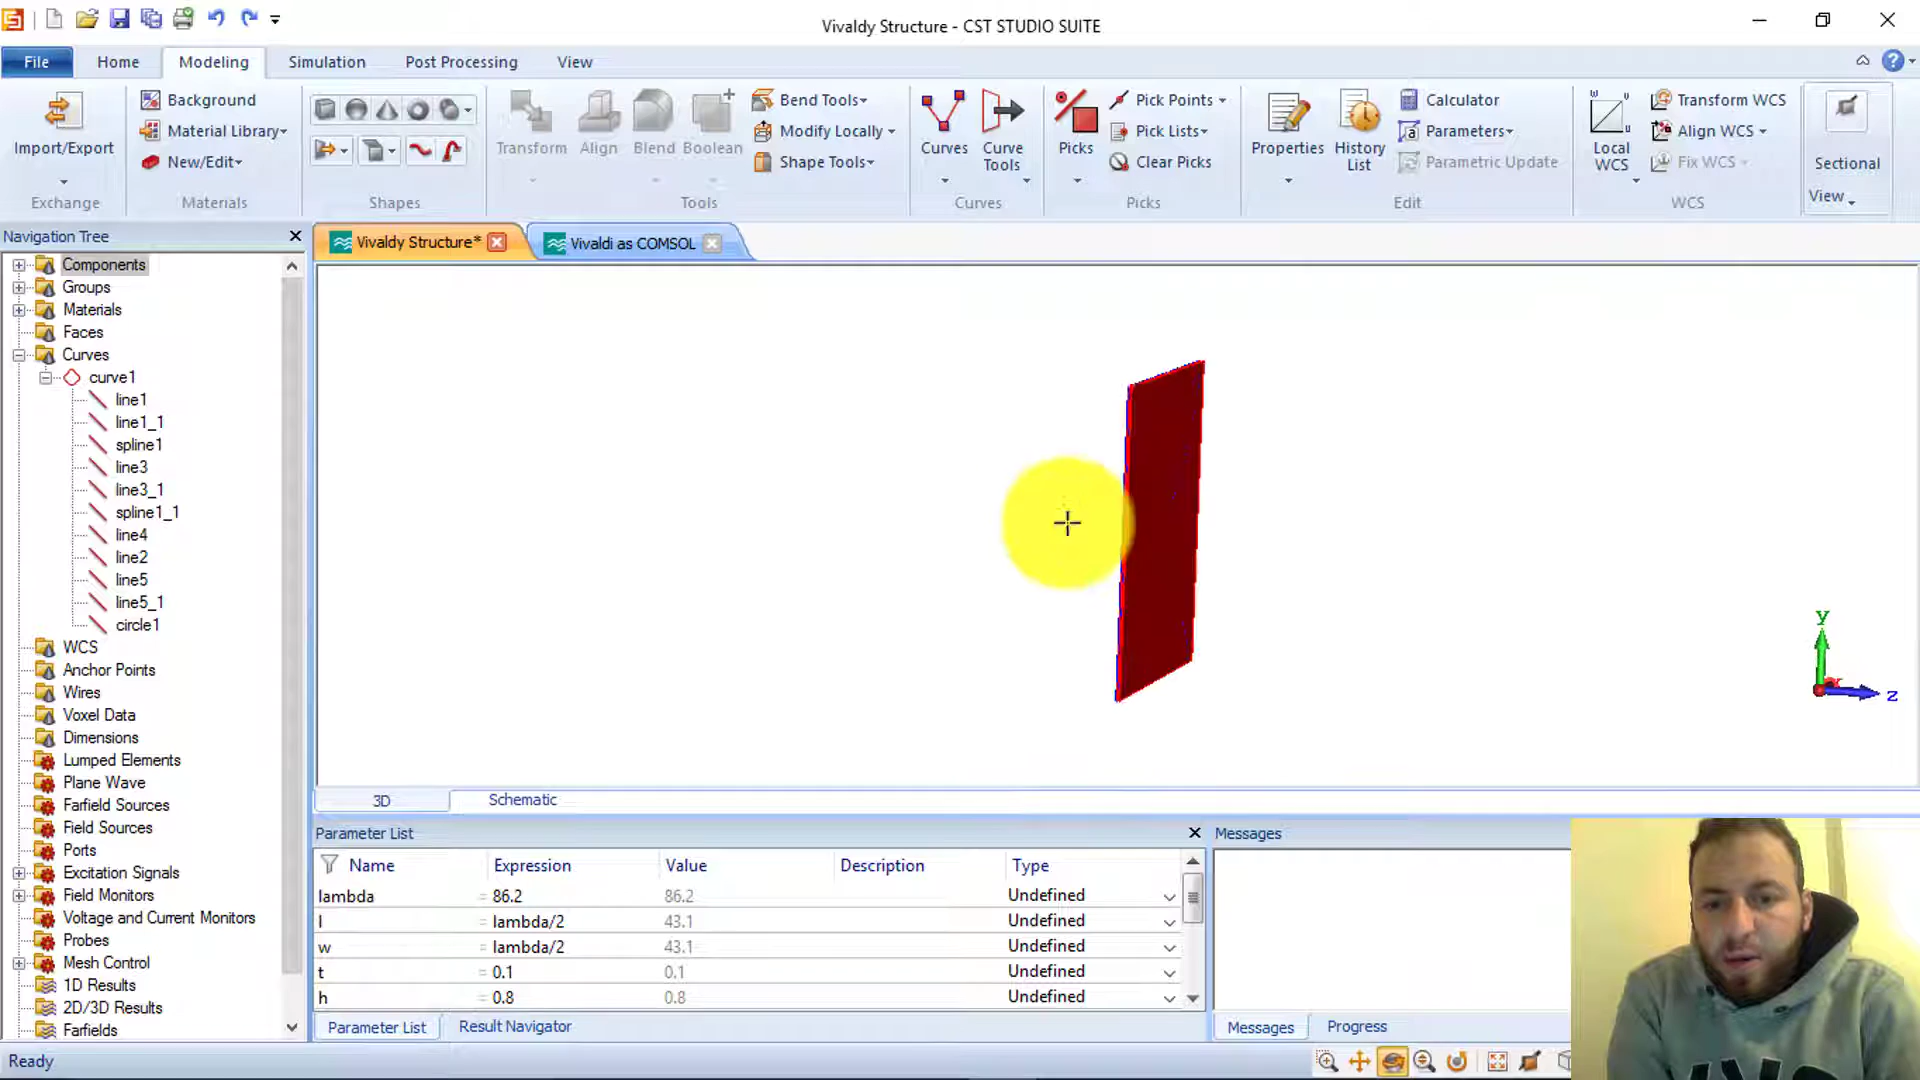 Vivaldy Structure - CST STUDIO SUITE
File Home Modeling Simulation Post Processing View
Import/Export
Exchange
Background
Material Library
New/Edit
Materials
Shapes
Transform Align Blend Boolean
Bend Tools
Modify Locally
Shape Tools
Tools
Curves
Curve Tools
Curves
Picks
Pick Points
Pick Lists
Clear Picks
Picks
Properties
History List
Calculator
Parameters
Parametric Update
Edit
Local WCS
Transform WCS
Align WCS
Fix WCS
WCS
Sectional
View
Navigation Tree
Vivaldy Structure*
Vivaldi as COMSOL
Components
Groups
Materials
Faces
Curves
curve1
line1
line1_1
spline1
line3
line3_1
spline1_1
line4
line2
line5
line5_1
circle1
WCS
Anchor Points
Wires
Voxel Data
Dimensions
Lumped Elements
Plane Wave
Farfield Sources
Field Sources
Ports
Excitation Signals
Field Monitors
Voltage and Current Monitors
Probes
Mesh Control
1D Results
2D/3D Results
Farfields
y
z
3D Schematic
Parameter List
Name Expression Value Description Type
lambda = 86.2 86.2 Undefined
l = lambda/2 43.1 Undefined
w = lambda/2 43.1 Undefined
t = 0.1 0.1 Undefined
h = 0.8 0.8 Undefined
Parameter List Result Navigator
Messages
Messages Progress
Ready